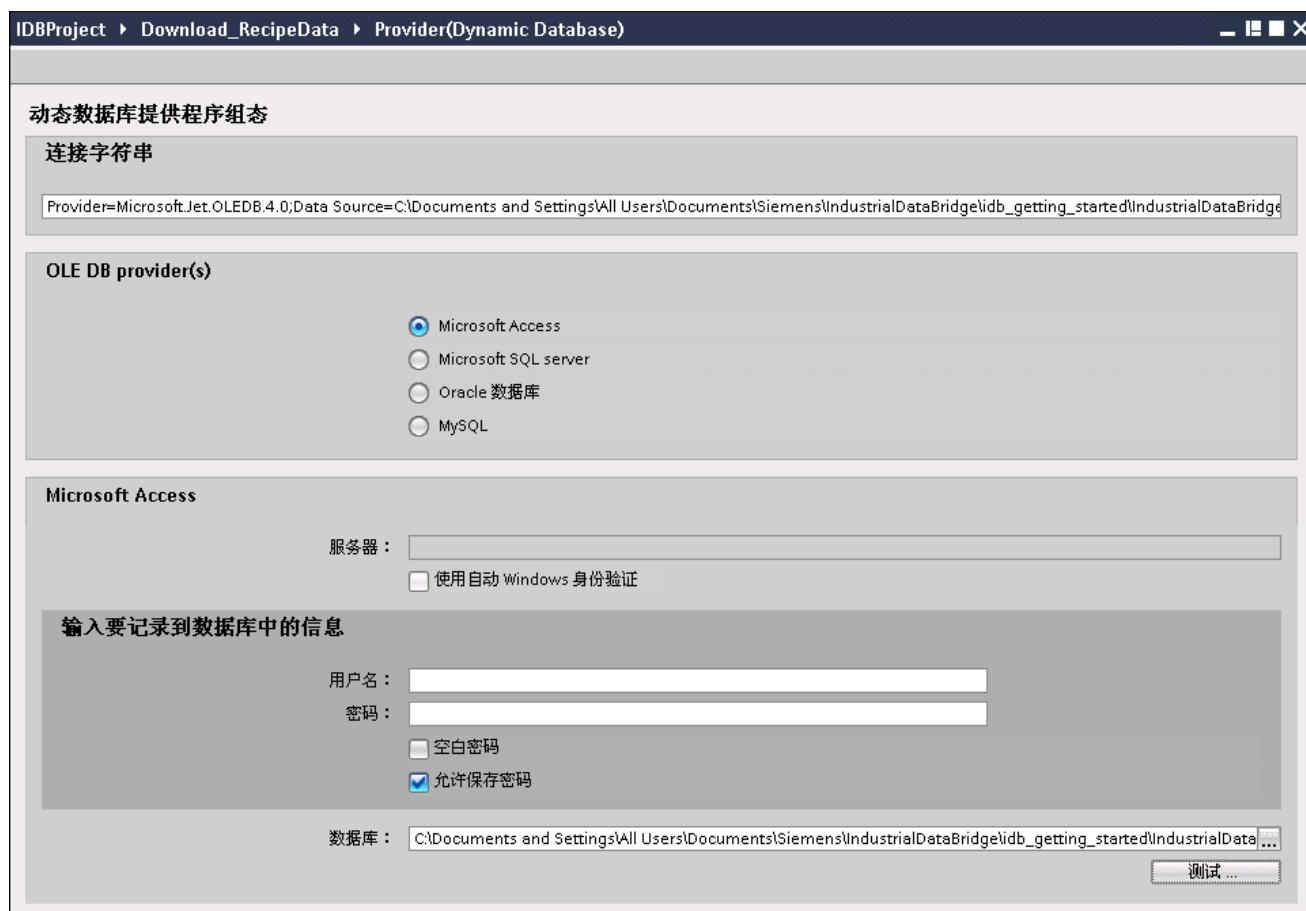 IDBProject ▸ Download_RecipeData ▸ Provider(Dynamic Database)
动态数据库提供程序组态
连接字符串
Provider=Microsoft.Jet.OLEDB.4.0;Data Source=C:\Documents and Settings\All Users\Documents\Siemens\IndustrialDataBridge\idb_getting_started\IndustrialDataBridge
OLE DB provider(s)
Microsoft Access
Microsoft SQL server
Oracle 数据库
MySQL
Microsoft Access
服务器：
使用自动 Windows 身份验证
输入要记录到数据库中的信息
用户名：
密码：
空白密码
允许保存密码
数据库： C:\Documents and Settings\All Users\Documents\Siemens\IndustrialDataBridge\idb_getting_started\IndustrialData ...
测试 ...